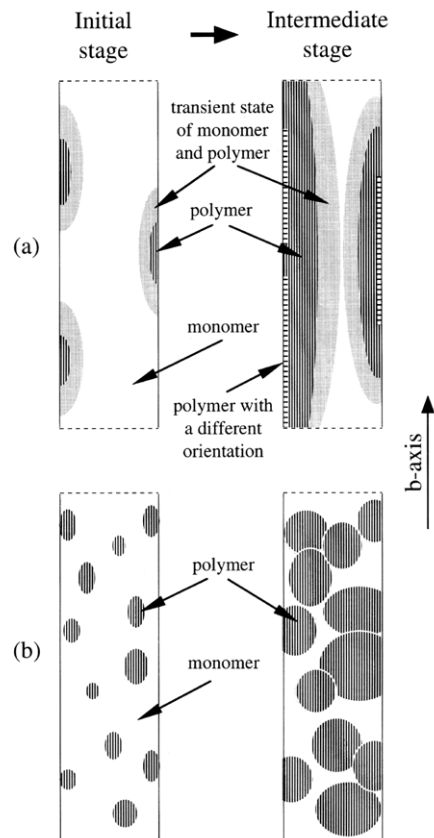 Initial
stage
Intermediate
stage
transient state
of monomer
and polymer
polymer
(a)
monomer
polymer with
a different
orientation
b-axis
polymer
(b)
monomer